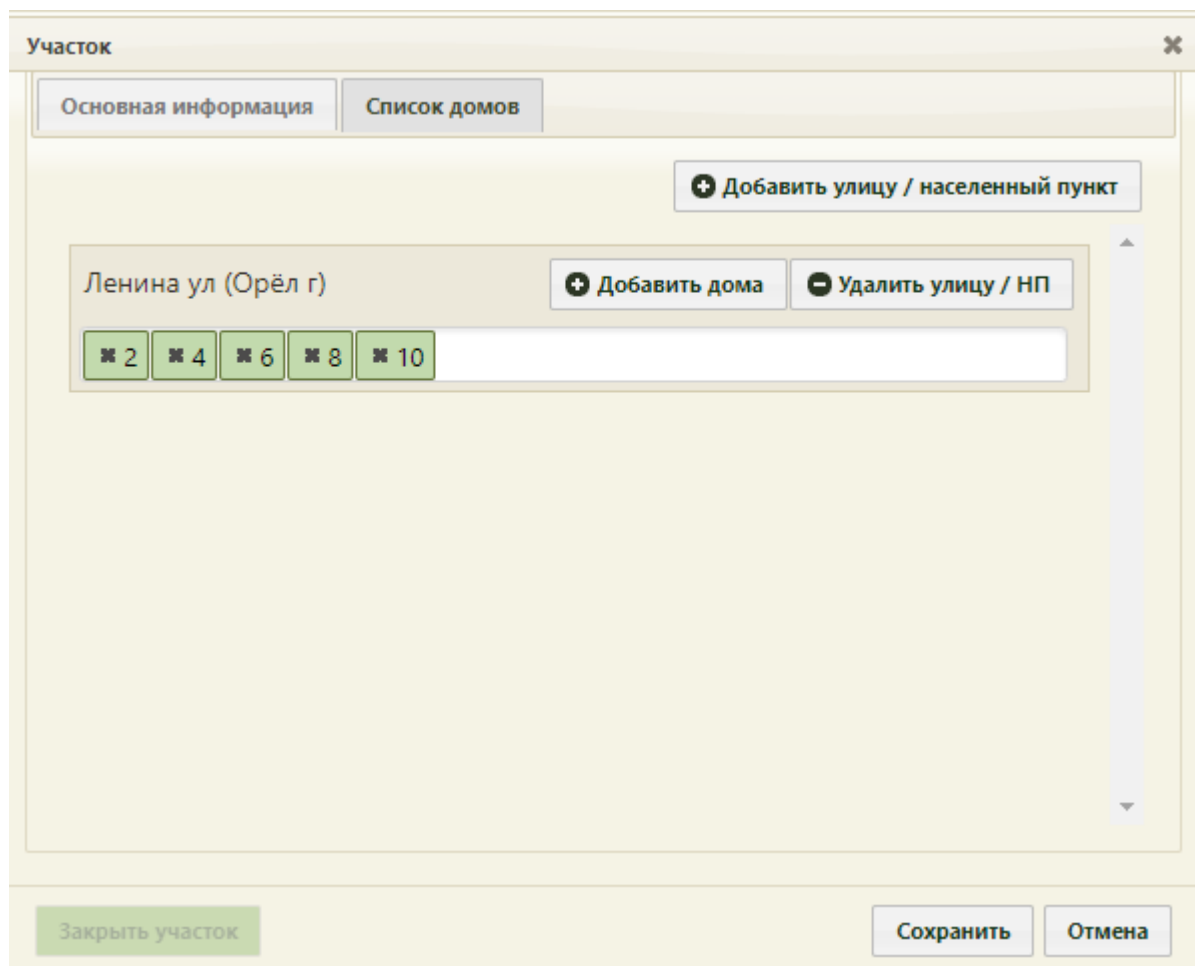 Участок
Основная информация Список домов
Добавить улицу / населенный пункт
Ленина ул (Орёл г) Добавить дома Удалить улицу / НП
2 4 6 8 10
Закрыть участок Сохранить Отмена